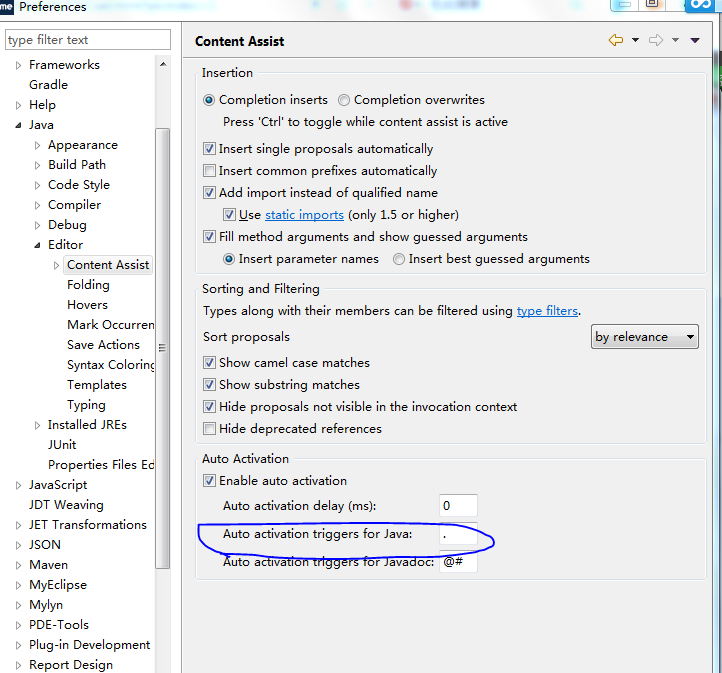 me Preferences
type filter text
Frameworks
Gradle
Help
Java
Appearance
Build Path
Code Style
Compiler
Debug
Editor
Content Assist
Folding
Hovers
Mark Occurren
Save Actions
Syntax Coloring
Templates
Typing
Installed JREs
JUnit
Properties Files Ed
JavaScript
JDT Weaving
JET Transformations
JSON
Maven
MyEclipse
Mylyn
PDE-Tools
Plug-in Development
Report Design
Content Assist
Insertion
Completion inserts Completion overwrites
Press 'Ctrl' to toggle while content assist is active
Insert single proposals automatically
Insert common prefixes automatically
Add import instead of qualified name
Use static imports (only 1.5 or higher)
Fill method arguments and show guessed arguments
Insert parameter names Insert best guessed arguments
Sorting and Filtering
Types along with their members can be filtered using type filters.
Sort proposals by relevance
Show camel case matches
Show substring matches
Hide proposals not visible in the invocation context
Hide deprecated references
Auto Activation
Enable auto activation
Auto activation delay (ms): 0
Auto activation triggers for Java: .
Auto activation triggers for Javadoc: @#